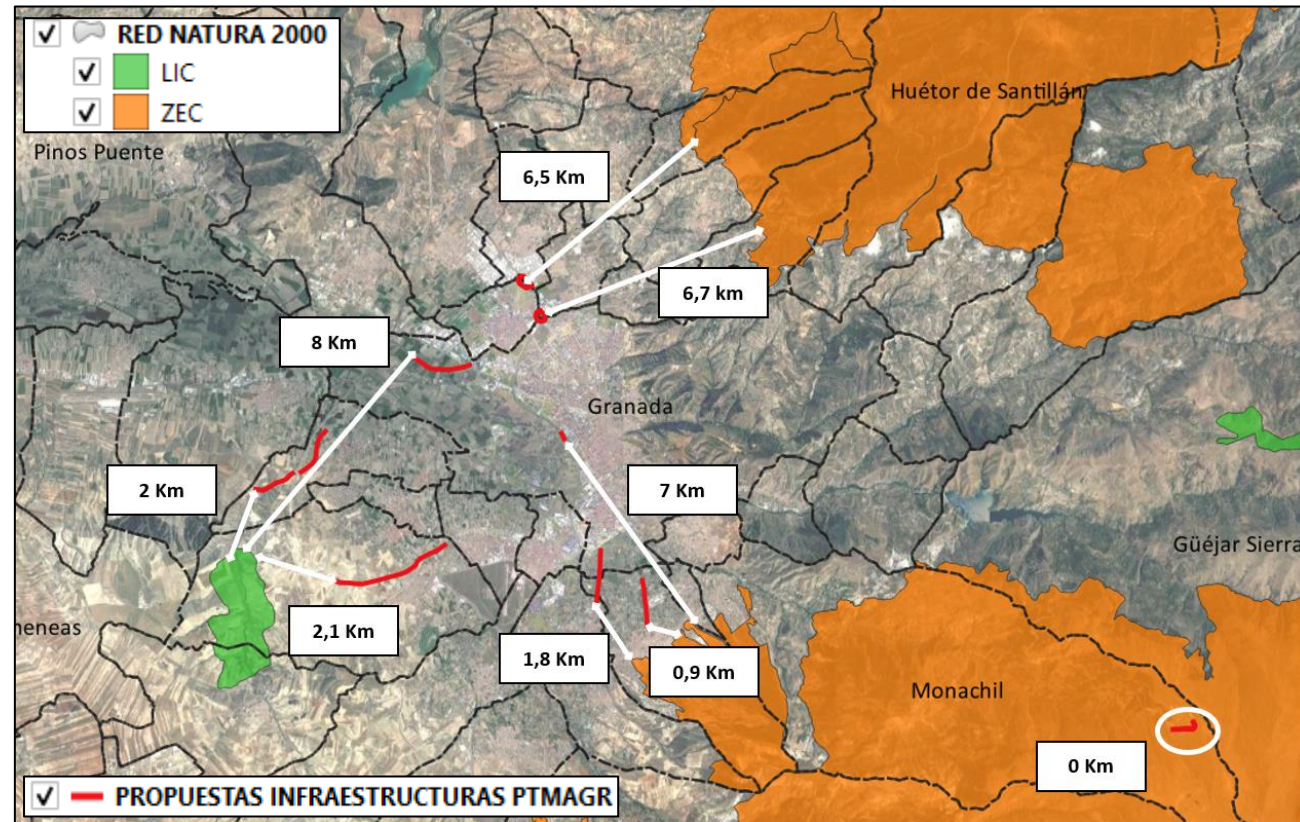 RED NATURA 2000
LIC
ZEC
Huétor de Santillán
Pinos Puente
6,5 Km
6,7 km
8 Km
Granada
2 Km
7 Km
Güéjar Sierra
2,1 Km
1,8 Km
0,9 Km
Monachil
0 Km
PROPUESTAS INFRAESTRUCTURAS PTMAGR